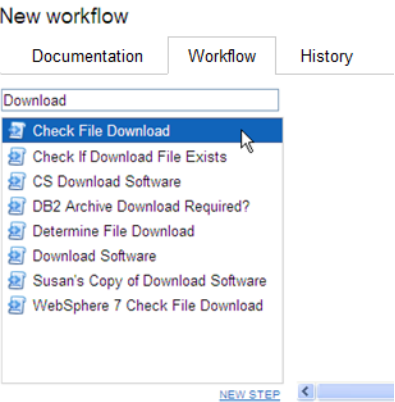 New workflow
Documentation Workflow History
Download
Check File Download
Check If Download File Exists
CS Download Software
DB2 Archive Download Required?
Determine File Download
Download Software
Susan's Copy of Download Software
WebSphere 7 Check File Download
NEW STEP